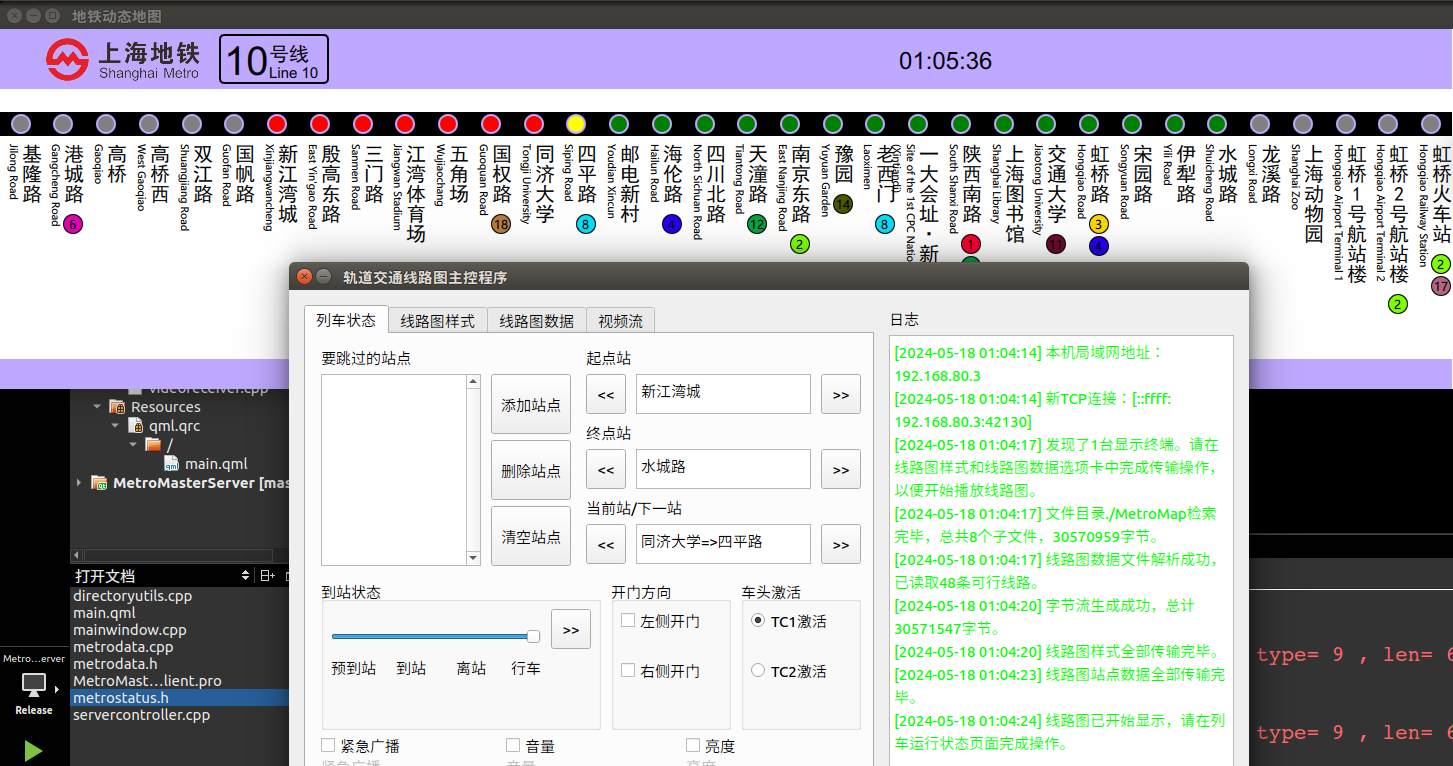 地铁动态地图
上海地铁
Shanghai Metro
10号线
Line 10
01:05:36
基隆路
Jilong Road
港城路
Gangcheng Road
6
高桥
Gaoqiao
高桥西
West Gaoqiao
双江路
Shuangjiang Road
国帆路
Guofan Road
新江湾城
Xinjiangwancheng
殷高东路
East Yin'gao Road
三门路
Sanmen Road
江湾体育场
Jiangwan Stadium
五角场
Wujiaochang
国权路
Guoquan Road
18
同济大学
Tongji University
四平路
Siping Road
8
邮电新村
Youdian Xincun
海伦路
Hailun Road
4
四川北路
North Sichuan Road
天潼路
Tiantong Road
12
南京东路
East Nanjing Road
2
豫园
Yuyuan Garden
14
老西门
Laoximen
8
一大会址·新
Site of the 1st CPC Natio
陕西南路
South Shanxi Road
1
上海图书馆
Shanghai Library
交通大学
Jiaotong University
11
虹桥路
Hongqiao Road
3
4
宋园路
Songyuan Road
伊犁路
Yili Road
水城路
Shuicheng Road
龙溪路
Longxi Road
上海动物园
Shanghai Zoo
虹桥1号航站楼
Hongqiao Airport Terminal 1
虹桥2号航站楼
Hongqiao Airport Terminal 2
2
虹桥火车站
Hongqiao Railway Station
2
17
轨道交通线路图主控程序
列车状态
线路图样式
线路图数据
视频流
要跳过的站点
添加站点
删除站点
清空站点
起点站
<<
新江湾城
>>
终点站
<<
水城路
>>
当前站/下一站
<<
同济大学=>四平路
>>
到站状态
>>
预到站 到站 离站 行车
开门方向
左侧开门
右侧开门
车头激活
TC1激活
TC2激活
紧急广播
音量
亮度
紧急广播
音量
亮度
日志
[2024-05-18 01:04:14] 本机局域网地址：
192.168.80.3
[2024-05-18 01:04:14] 新TCP连接：[::ffff:
192.168.80.3:42130]
[2024-05-18 01:04:17] 发现了1台显示终端。请在
线路图样式和线路图数据选项卡中完成传输操作，
以便开始播放线路图。
[2024-05-18 01:04:17] 文件目录./MetroMap检索
完毕，总共8个子文件，30570959字节。
[2024-05-18 01:04:17] 线路图数据文件解析成功，
已读取48条可行线路。
[2024-05-18 01:04:20] 字节流生成成功，总计
30571547字节。
[2024-05-18 01:04:20] 线路图样式全部传输完毕。
[2024-05-18 01:04:23] 线路图站点数据全部传输完
毕。
[2024-05-18 01:04:24] 线路图已开始显示，请在列
车运行状态页面完成操作。
videoreceiver.cpp
Resources
qml.qrc
/
main.qml
MetroMasterServer [mas
打开文档
directoryutils.cpp
main.qml
mainwindow.cpp
metrodata.cpp
metrodata.h
MetroMast...lient.pro
metrostatus.h
servercontroller.cpp
Metro...erver
Release
type= 9 , len= 6
type= 9 , len= 6